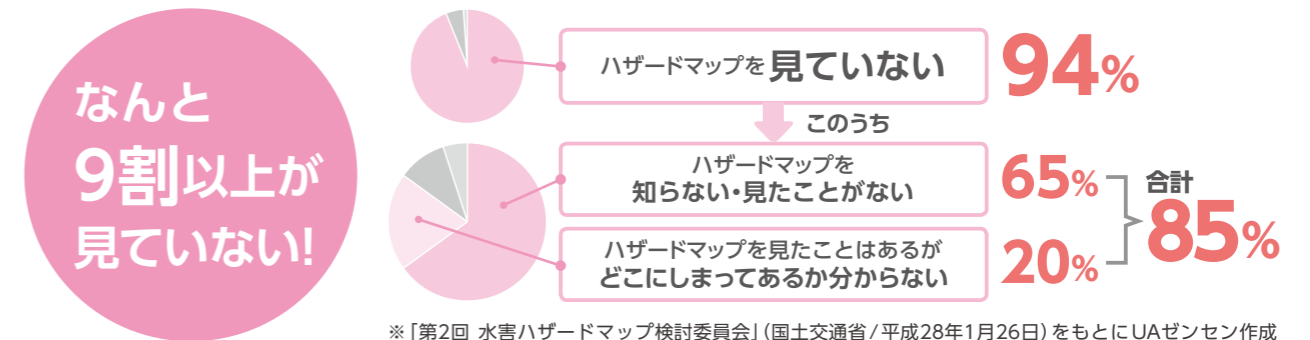 なんと
9割以上が
見ていない!
ハザードマップを見ていない
94%
このうち
ハザードマップを
知らない・見たことがない
65%
ハザードマップを見たことはあるが
どこにしまってあるか分からない
20%
合計
85%
※「第2回 水害ハザードマップ検討委員会」(国土交通省/平成28年1月26日)をもとにUAゼンセン作成